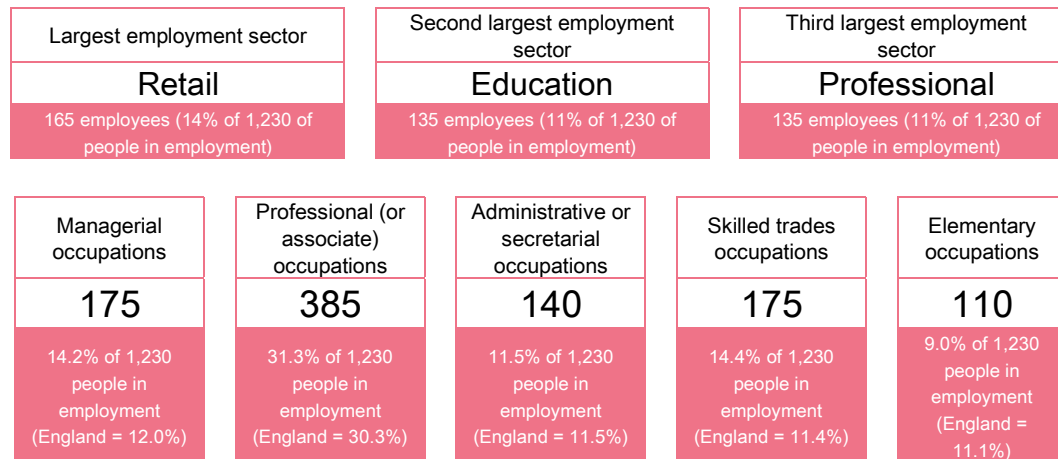 Largest employment sector
Retail
165 employees (14% of 1,230 of
people in employment)
Second largest employment
sector
Education
135 employees (11% of 1,230 of
people in employment)
Third largest employment
sector
Professional
135 employees (11% of 1,230 of
people in employment)
Managerial
occupations
175
14.2% of 1,230
people in
employment
(England = 12.0%)
Professional (or
associate)
occupations
385
31.3% of 1,230
people in
employment
(England = 30.3%)
Administrative or
secretarial
occupations
140
11.5% of 1,230
people in
employment
(England = 11.5%)
Skilled trades
occupations
175
14.4% of 1,230
people in
employment
(England = 11.4%)
Elementary
occupations
110
9.0% of 1,230
people in
employment
(England =
11.1%)